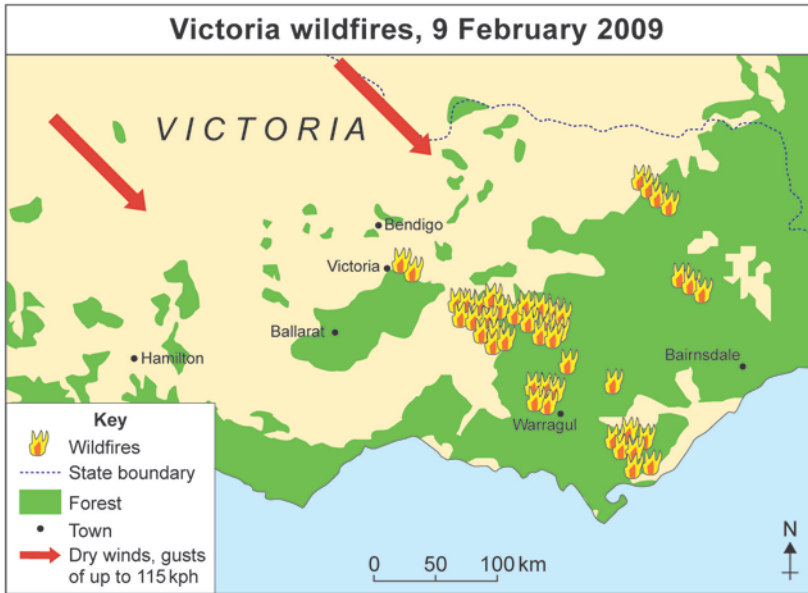 Victoria wildfires, 9 February 2009
VICTORIA
Bendigo
Victoria
Ballarat
Hamilton
Bairnsdale
Warragul
Key
Wildfires
State boundary
Forest
Town
Dry winds, gusts
of up to 115 kph
0 50 100 km
N